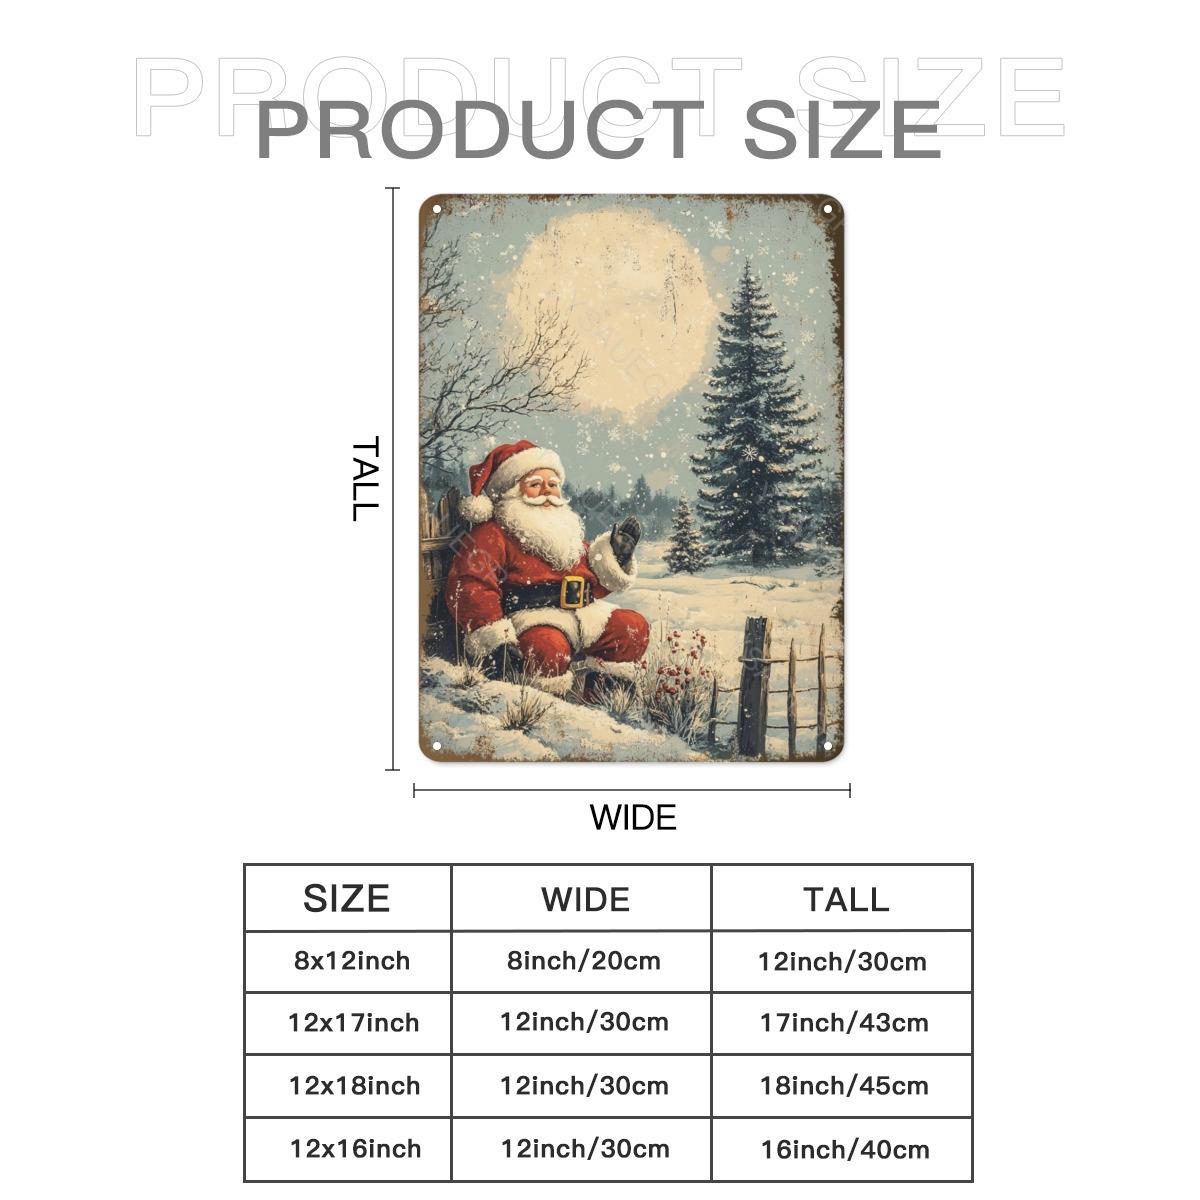 PRODUCT SIZE
PRODUCT SIZE
TALL
WIDE
SIZE WIDE TALL
8x12inch 8inch/20cm 12inch/30cm
12x17inch 12inch/30cm 17inch/43cm
12x18inch 12inch/30cm 18inch/45cm
12x16inch 12inch/30cm 16inch/40cm